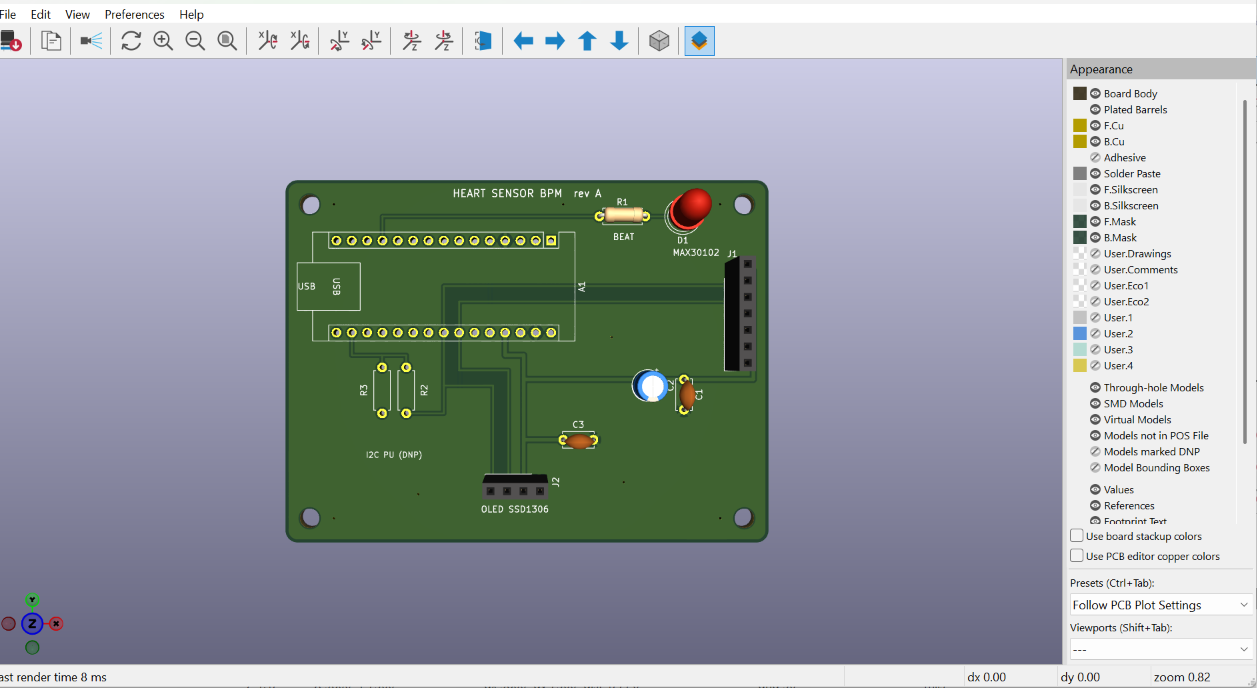 File Edit View Preferences Help
Appearance
Board Body
Plated Barrels
F.Cu
B.Cu
Adhesive
Solder Paste
F.Silkscreen
B.Silkscreen
F.Mask
B.Mask
User.Drawings
User.Comments
User.Eco1
User.Eco2
User.1
User.2
User.3
User.4
Through-hole Models
SMD Models
Virtual Models
Models not in POS File
Models marked DNP
Model Bounding Boxes
Values
References
Footprint Text
Use board stackup colors
Use PCB editor copper colors
Presets (Ctrl+Tab):
Follow PCB Plot Settings
Viewports (Shift+Tab):
---
HEART SENSOR BPM rev A
R1
BEAT
D1
MAX30102 J1
USB
USB
A1
R3
R2
C2
C1
C3
I2C PU (DNP)
J2
OLED SSD1306
Y
Z
X
ast render time 8 ms
dx 0.00
dy 0.00
zoom 0.82